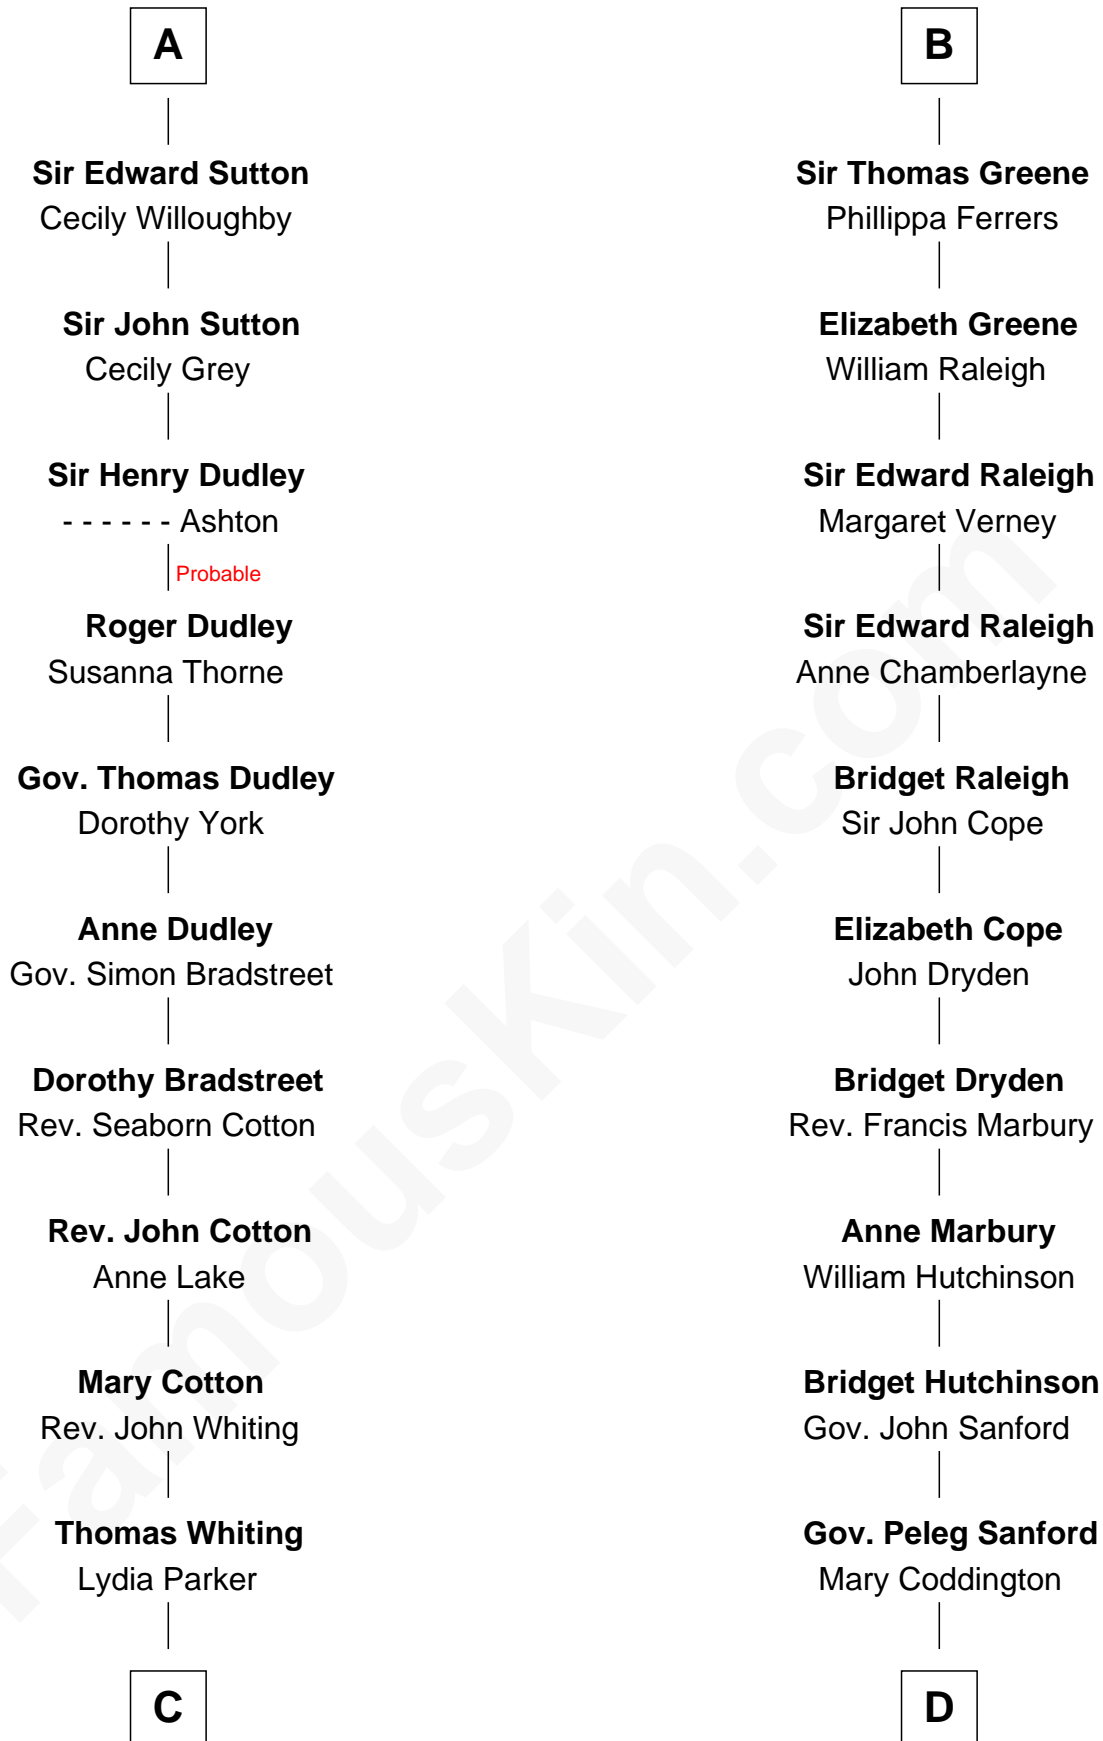 A
Sir Edward Sutton
Cecily Willoughby
Sir John Sutton
Cecily Grey
Sir Henry Dudley
- - - - - - Ashton
Probable
Roger Dudley
Susanna Thorne
Gov. Thomas Dudley
Dorothy York
Anne Dudley
Gov. Simon Bradstreet
Dorothy Bradstreet
Rev. Seaborn Cotton
Rev. John Cotton
Anne Lake
Mary Cotton
Rev. John Whiting
Thomas Whiting
Lydia Parker
C
B
Sir Thomas Greene
Phillippa Ferrers
Elizabeth Greene
William Raleigh
Sir Edward Raleigh
Margaret Verney
Sir Edward Raleigh
Anne Chamberlayne
Bridget Raleigh
Sir John Cope
Elizabeth Cope
John Dryden
Bridget Dryden
Rev. Francis Marbury
Anne Marbury
William Hutchinson
Bridget Hutchinson
Gov. John Sanford
Gov. Peleg Sanford
Mary Coddington
D
FamousKin.com